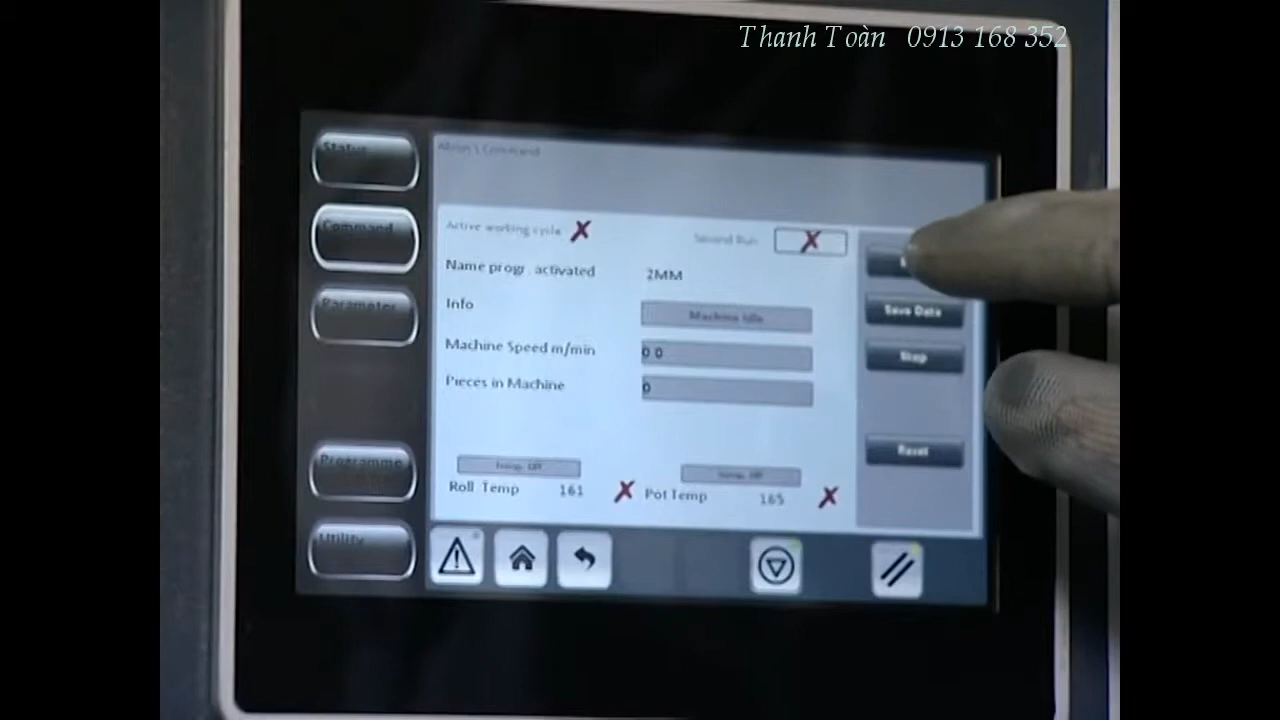 Thanh Toàn 0913 168 352
Status
Command
Active working cycle
Second Run
Name progr. activated 2MM
Parameter
Info Machine Idle
Save Data
Machine Speed m/min 0 0
Stop
Pieces in Machine 0
Reset
Programme
Roll Temp 161
Pot Temp 165
Utility